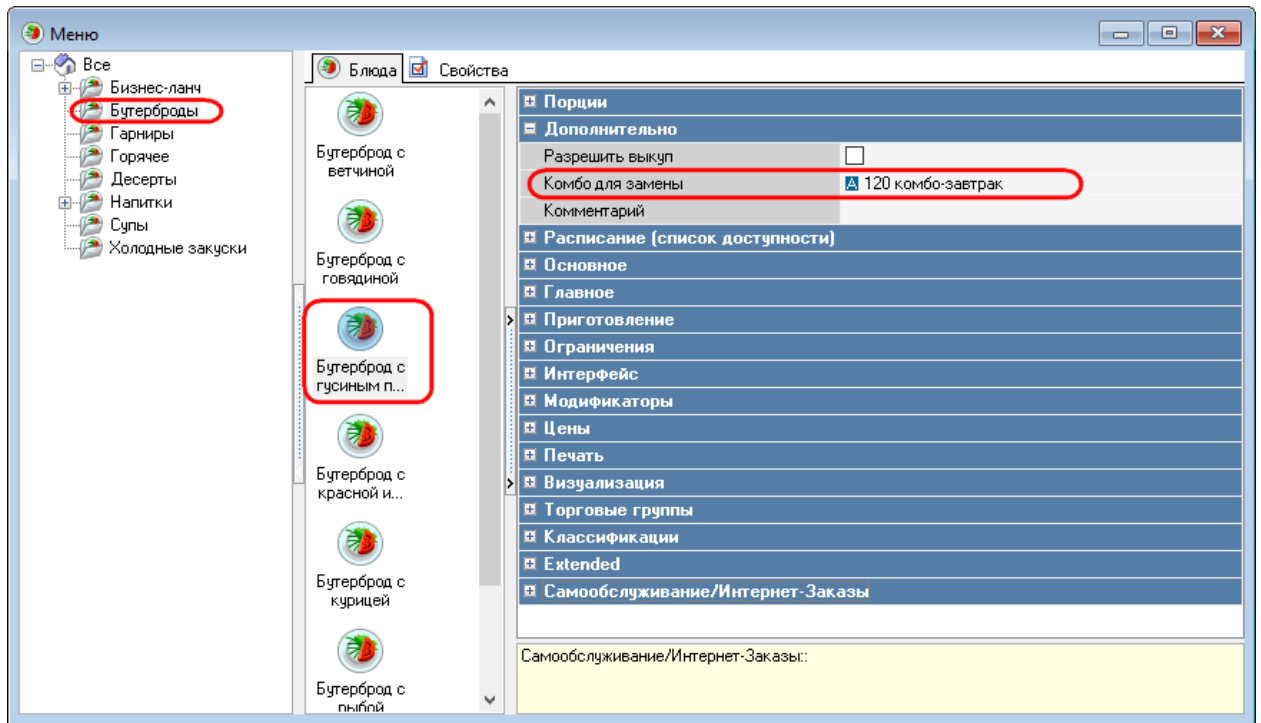 Меню
Все
Бизнес-ланч
Бутерброды
Гарниры
Горячее
Десерты
Напитки
Супы
Холодные закуски
Блюда
Свойства
Бутерброд с
ветчиной
Бутерброд с
говядиной
Бутерброд с
гусиным п...
Бутерброд с
красной и...
Бутерброд с
курицей
Бутерброд с
рыбой
Порции
Дополнительно
Разрешить выкуп
Комбо для замены
120 комбо-завтрак
Комментарий
Расписание (список доступности)
Основное
Главное
Приготовление
Ограничения
Интерфейс
Модификаторы
Цены
Печать
Визуализация
Торговые группы
Классификации
Extended
Самообслуживание/Интернет-Заказы
Самообслуживание/Интернет-Заказы::